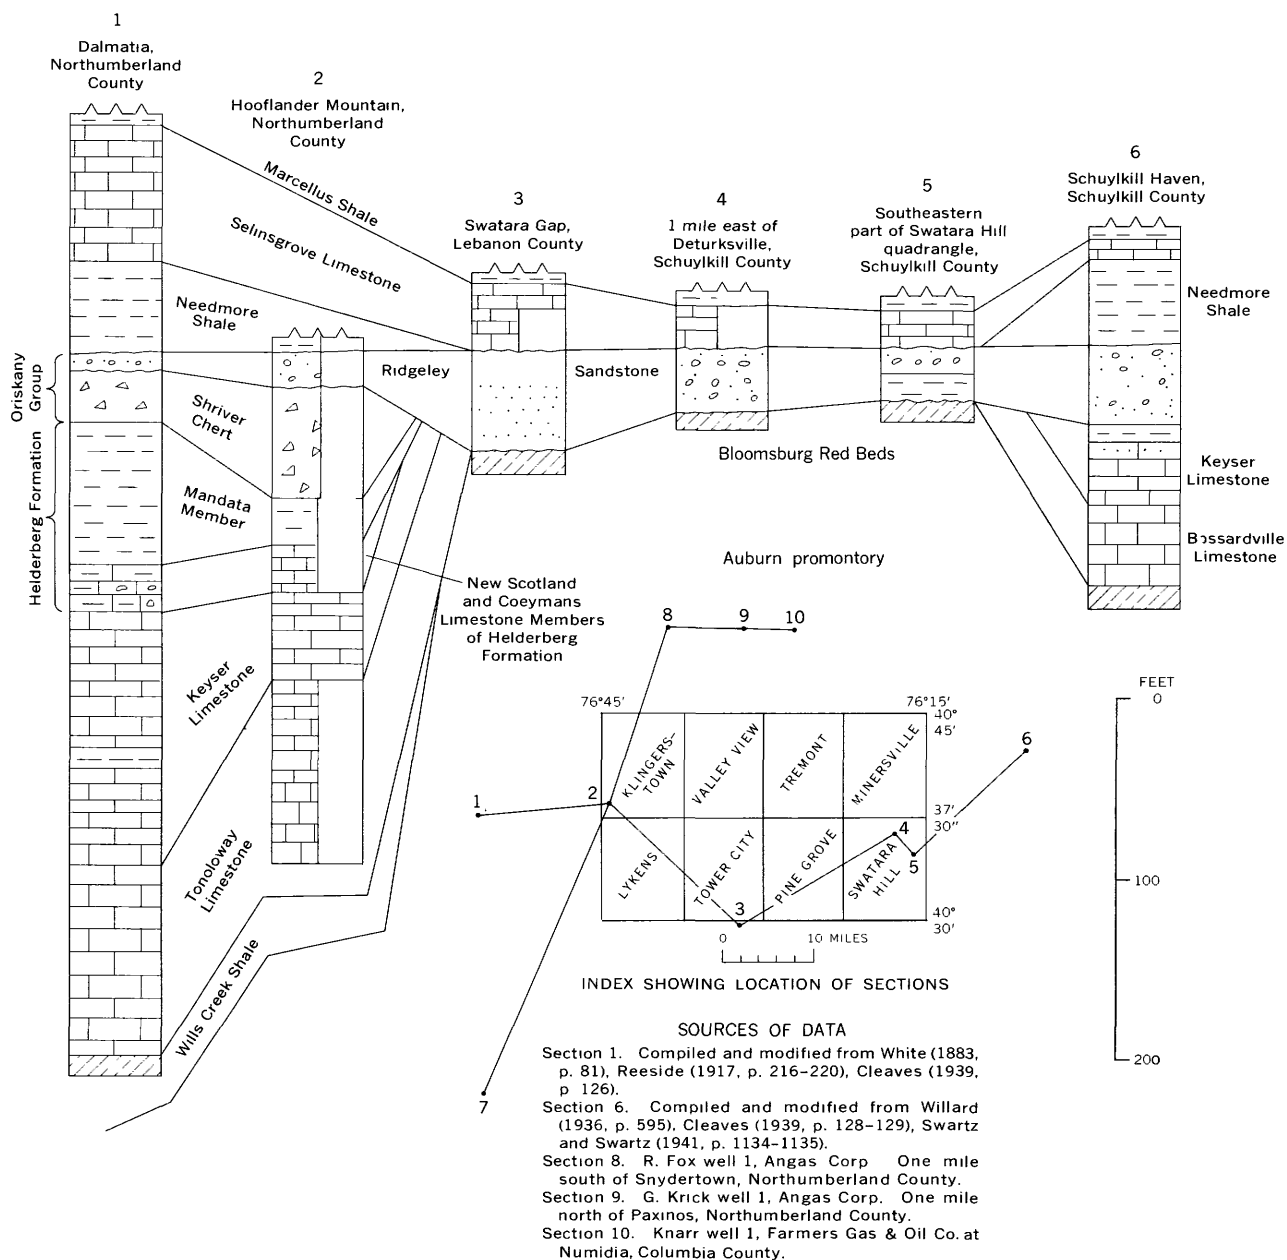 1
Dalmatia,
Northumberland
County
2
Hooflander Mountain,
Northumberland
County
3
Swatara Gap,
Lebanon County
4
1 mile east of
Deturksville,
Schuylkill County
5
Southeastern
part of Swatara Hill
quadrangle,
Schuylkill County
6
Schuylkill Haven,
Schuylkill County
Marcellus Shale
Selinsgrove Limestone
Needmore
Shale
Oriskany
Group
Ridgeley
Sandstone
Shriver
Chert
Helderberg Formation
Mandata
Member
New Scotland
and Coeymans
Limestone Members
of Helderberg
Formation
Keyser
Limestone
Tonoloway
Limestone
Wills Creek Shale
Bloomsburg Red Beds
Auburn promontory
Needmore
Shale
Keyser
Limestone
Bossardville
Limestone
8
9
10
76°45'
76°15'
40°
45'
KLINGERS-
TOWN
VALLEY VIEW
TREMONT
MINERSVILLE
6
1
2
37'
30"
4
5
LYKENS
TOWER CITY
PINE GROVE
SWATARA
HILL
3
40°
30'
0 10 MILES
7
INDEX SHOWING LOCATION OF SECTIONS
FEET
0
100
200
SOURCES OF DATA
Section 1. Compiled and modified from White (1883,
p. 81), Reeside (1917, p. 216-220), Cleaves (1939,
p 126).
Section 6. Compiled and modified from Willard
(1936, p. 595), Cleaves (1939, p. 128-129), Swartz
and Swartz (1941, p. 1134-1135).
Section 8. R. Fox well 1, Angas Corp One mile
south of Snydertown, Northumberland County.
Section 9. G. Krick well 1, Angas Corp. One mile
north of Paxinos, Northumberland County.
Section 10. Knarr well 1, Farmers Gas & Oil Co. at
Numidia, Columbia County.